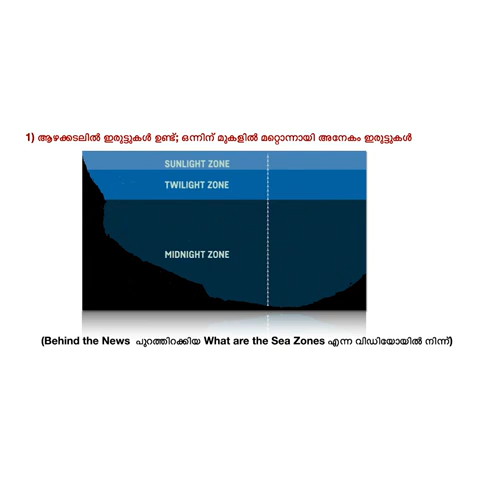 1) ആഴക്കടലിൽ ഇരുട്ടുകൾ ഉണ്ട്; ഒന്നിന് മുകളിൽ മറ്റൊന്നായി അനേകം ഇരുട്ടുകൾ
SUNLIGHT ZONE
TWILIGHT ZONE
MIDNIGHT ZONE
(Behind the News പുറത്തിറക്കിയ What are the Sea Zones എന്ന വിഡിയോയിൽ നിന്ന്)